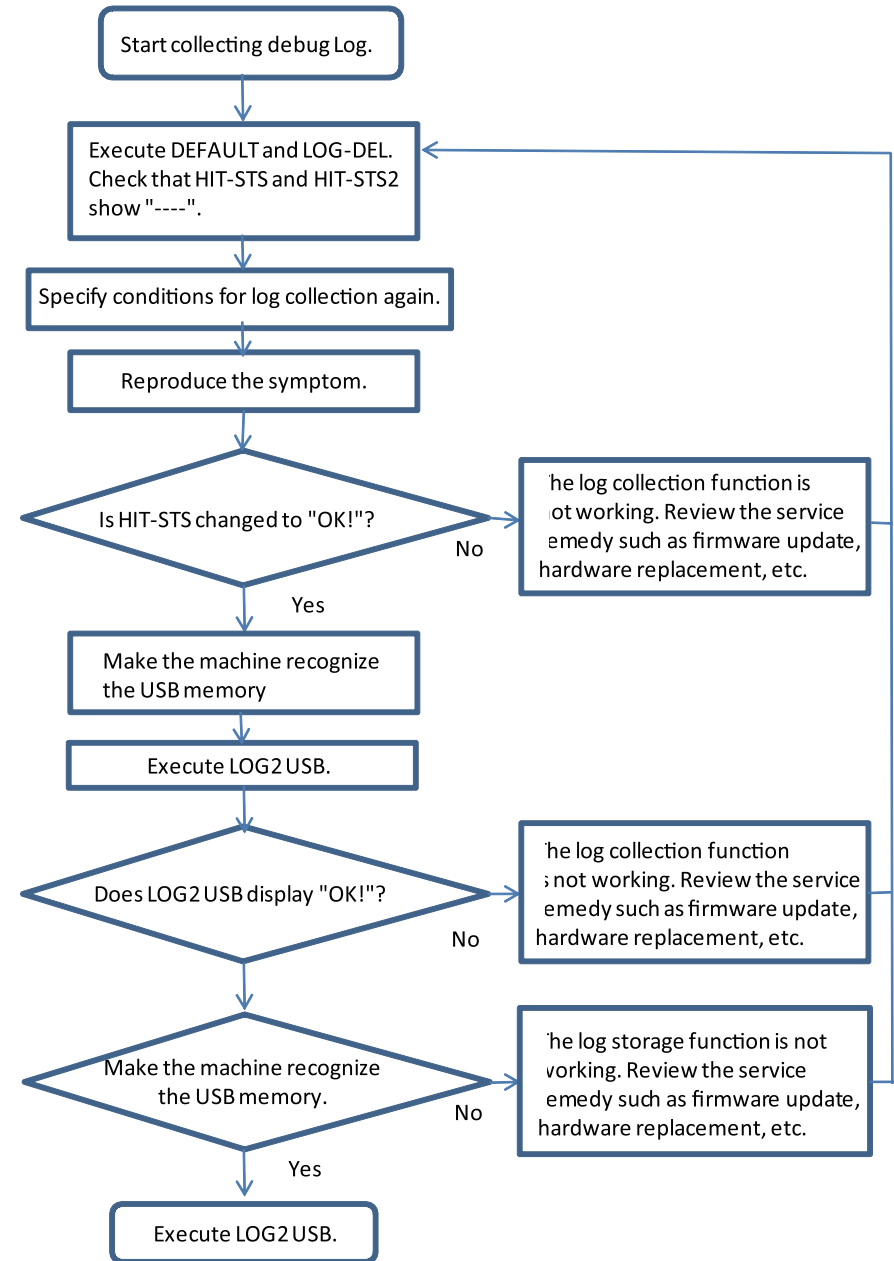 Start collecting debug Log.
Execute DEFAULT and LOG-DEL.
Check that HIT-STS and HIT-STS2
show "----".
Specify conditions for log collection again.
Reproduce the symptom.
Is HIT-STS changed to "OK!"?
No
he log collection function is
ot working. Review the service
emedy such as firmware update,
hardware replacement, etc.
Yes
Make the machine recognize
the USB memory
Execute LOG2 USB.
Does LOG2 USB display "OK!"?
No
he log collection function
s not working. Review the service
emedy such as firmware update,
hardware replacement, etc.
Make the machine recognize
the USB memory.
No
he log storage function is not
orking. Review the service
emedy such as firmware update,
hardware replacement, etc.
Yes
Execute LOG2 USB.